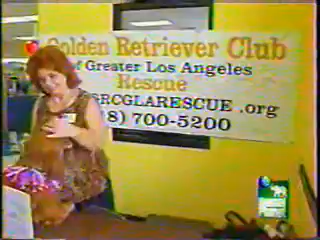 Golden Retriever Club
of Greater Los Angeles
Rescue
GRCGLARESCUE .org
8) 700-5200